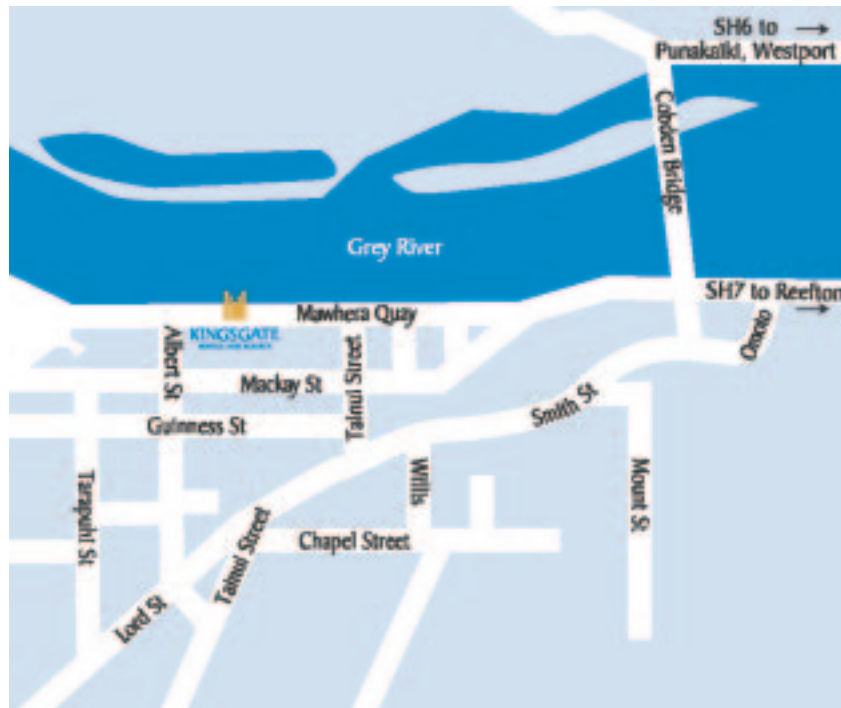 SH6 to
Punakaiki, Westport
Cobden Bridge
Grey River
SH7 to Reefton
Mawhera Quay
KINGSGATE
Albert St
Tainui Street
Omoto
Mackay St
Guinness St
Smith St
Tarapuhi St
Willis
Mount St
Chapel Street
Tainui Street
Lord St